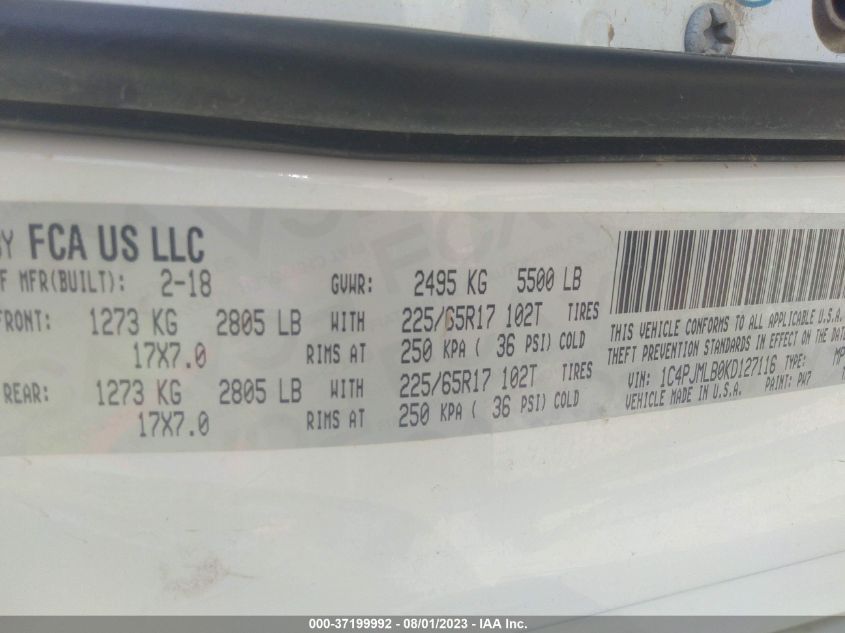 BY FCA US LLC
F MFR(BUILT): 2-18 GVWR: 2495 KG 5500 LB
FRONT: 1273 KG 2805 LB WITH 225/65R17 102T TIRES
17X7.0 RIMS AT 250 KPA ( 36 PSI) COLD
REAR: 1273 KG 2805 LB WITH 225/65R17 102T TIRES
17X7.0 RIMS AT 250 KPA ( 36 PSI) COLD
THIS VEHICLE CONFORMS TO ALL APPLICABLE U.S.A.
THEFT PREVENTION STANDARDS IN EFFECT ON THE DA
VIN: 1C4PJMLB0KD127116 TYPE: MP
VEHICLE MADE IN U.S.A. PAINT: PW7
000-37199992 - 08/01/2023 - IAA Inc.